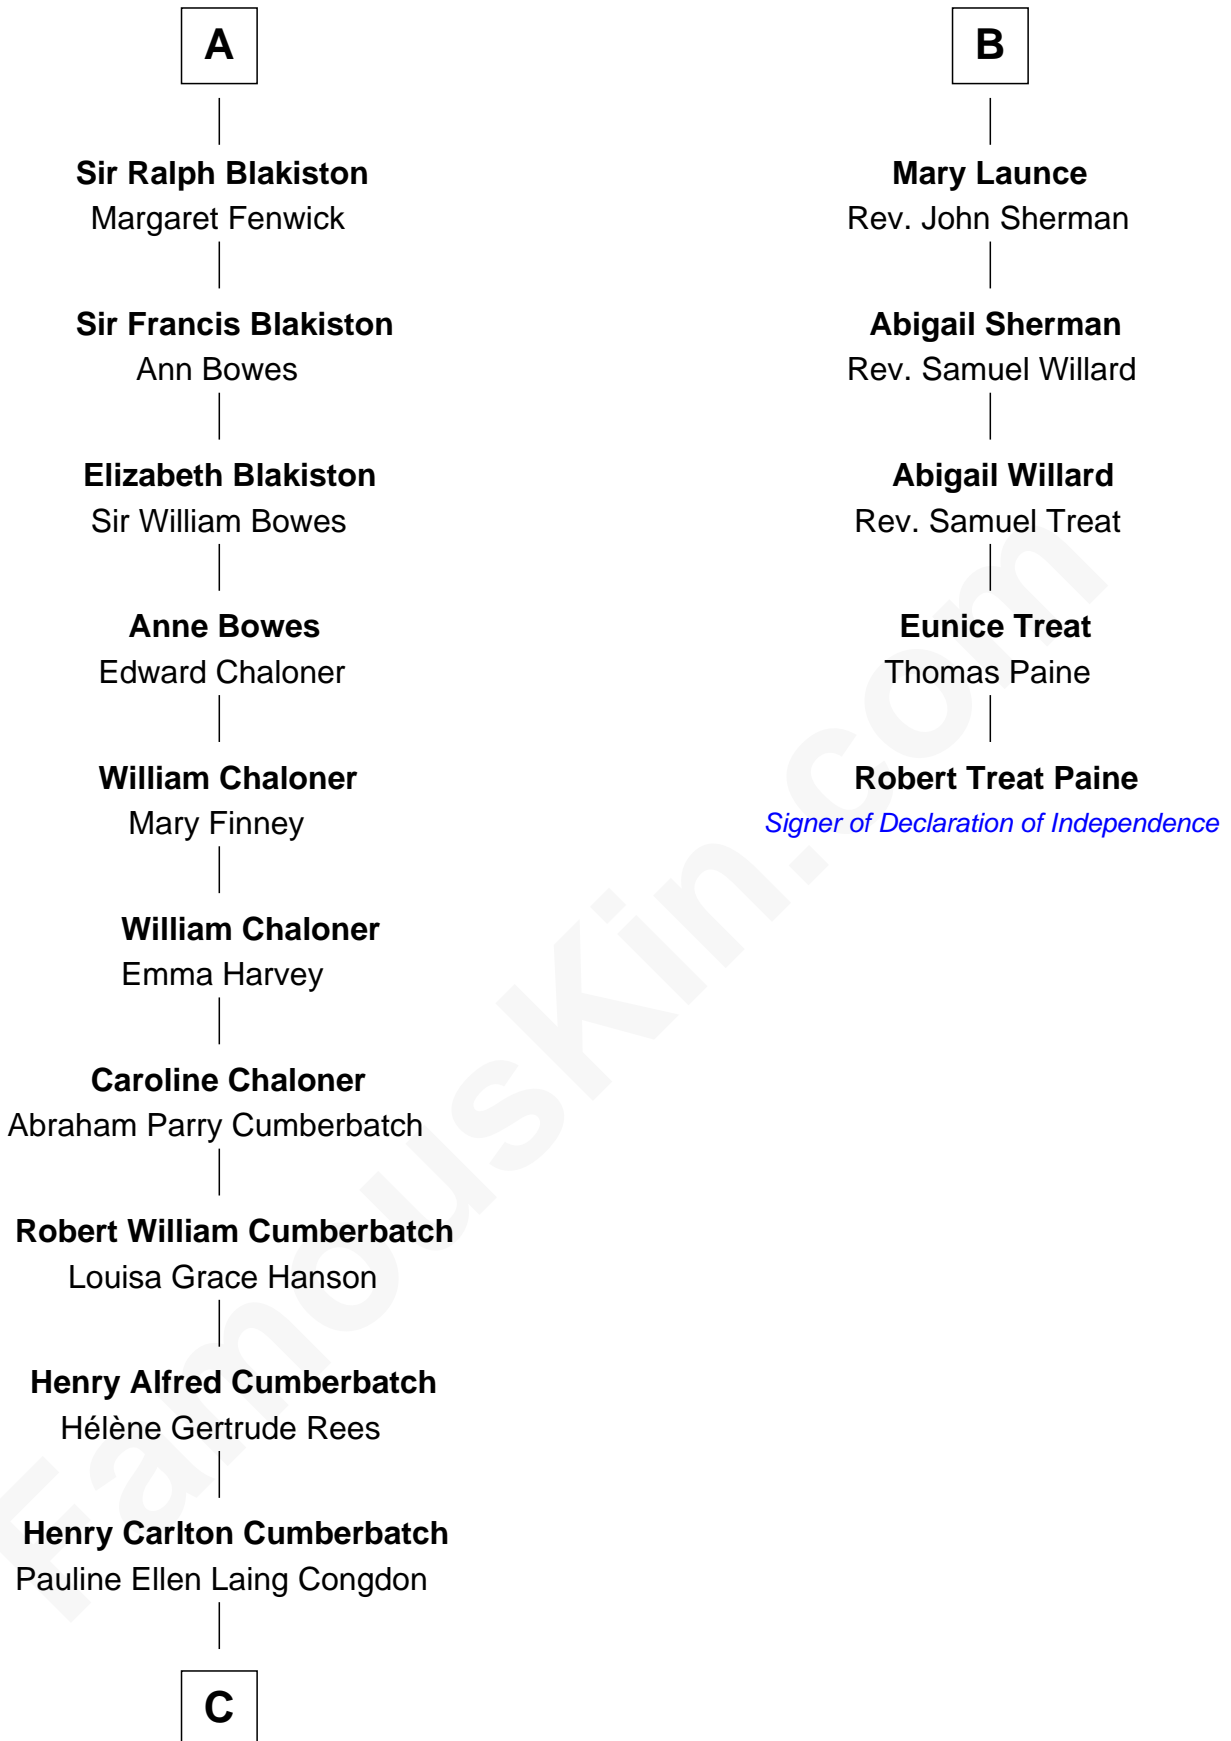 A
Sir Ralph Blakiston
Margaret Fenwick
Sir Francis Blakiston
Ann Bowes
Elizabeth Blakiston
Sir William Bowes
Anne Bowes
Edward Chaloner
William Chaloner
Mary Finney
William Chaloner
Emma Harvey
Caroline Chaloner
Abraham Parry Cumberbatch
Robert William Cumberbatch
Louisa Grace Hanson
Henry Alfred Cumberbatch
Hélène Gertrude Rees
Henry Carlton Cumberbatch
Pauline Ellen Laing Congdon
C
B
Mary Launce
Rev. John Sherman
Abigail Sherman
Rev. Samuel Willard
Abigail Willard
Rev. Samuel Treat
Eunice Treat
Thomas Paine
Robert Treat Paine
Signer of Declaration of Independence
FamousKin.com